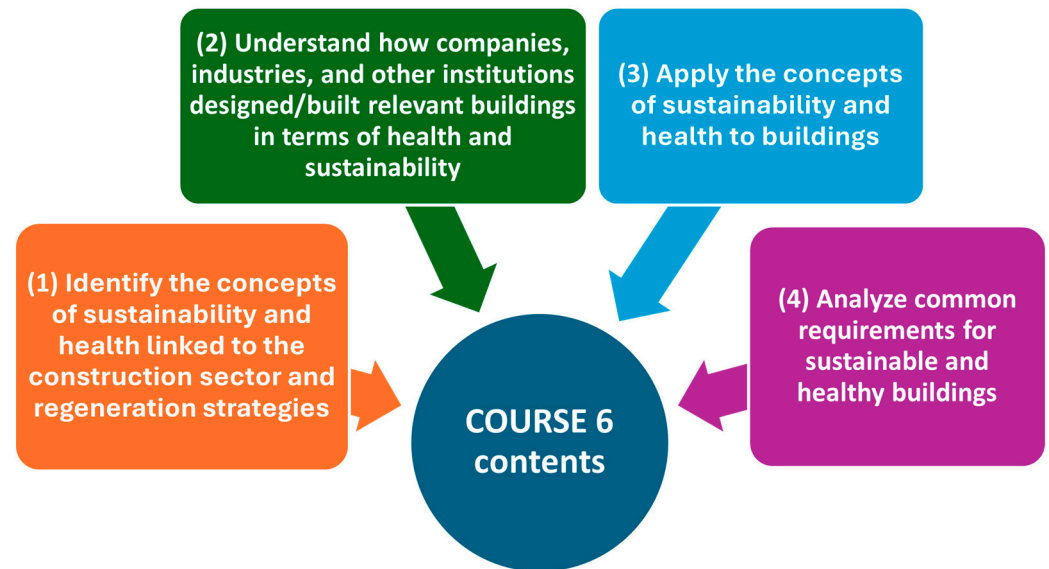 (1) Identify the concepts
of sustainability and
health linked to the
construction sector and
regeneration strategies
(2) Understand how companies,
industries, and other institutions
designed/built relevant buildings
in terms of health and
sustainability
(3) Apply the concepts
of sustainability and
health to buildings
(4) Analyze common
requirements for
sustainable and
healthy buildings
COURSE 6
contents